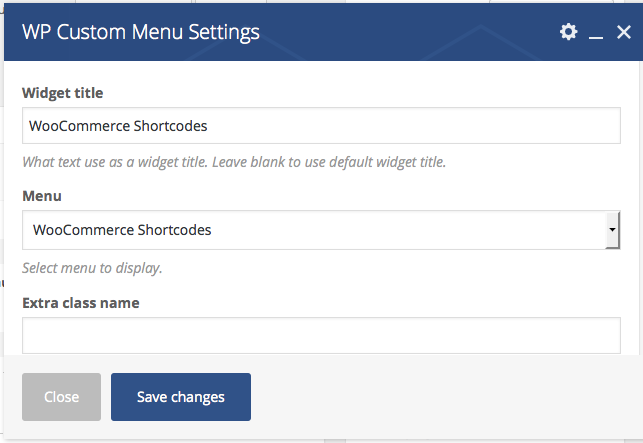 WP Custom Menu Settings
Widget title
WooCommerce Shortcodes
What text use as a widget title. Leave blank to use default widget title.
Menu
WooCommerce Shortcodes
Select menu to display.
Extra class name
Close
Save changes